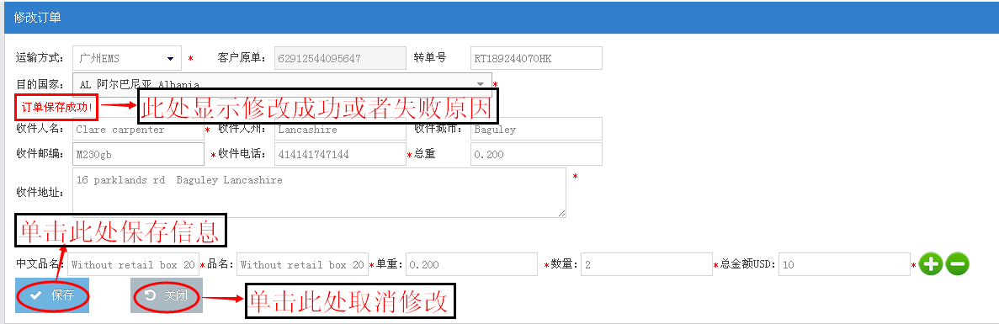 修改订单
运输方式： 广州EMS * 客户原单： 62912544095647 转单号 RT189244070HK
目的国家： AL 阿尔巴尼亚 Albania *
订单保存成功! 此处显示修改成功或者失败原因
收件人名： Clare carpenter * 收件人州： Lancashire 收件城市： Baguley
收件邮编： M230gb * 收件电话： 414141747144 * 总重 0.200
收件地址： 16 parklands rd Baguley Lancashire *
单击此处保存信息
中文品名： Without retail box 20 * 品名： Without retail box 20 * 单重： 0.200 * 数量： 2 * 总金额USD： 10 *
保存 关闭 单击此处取消修改